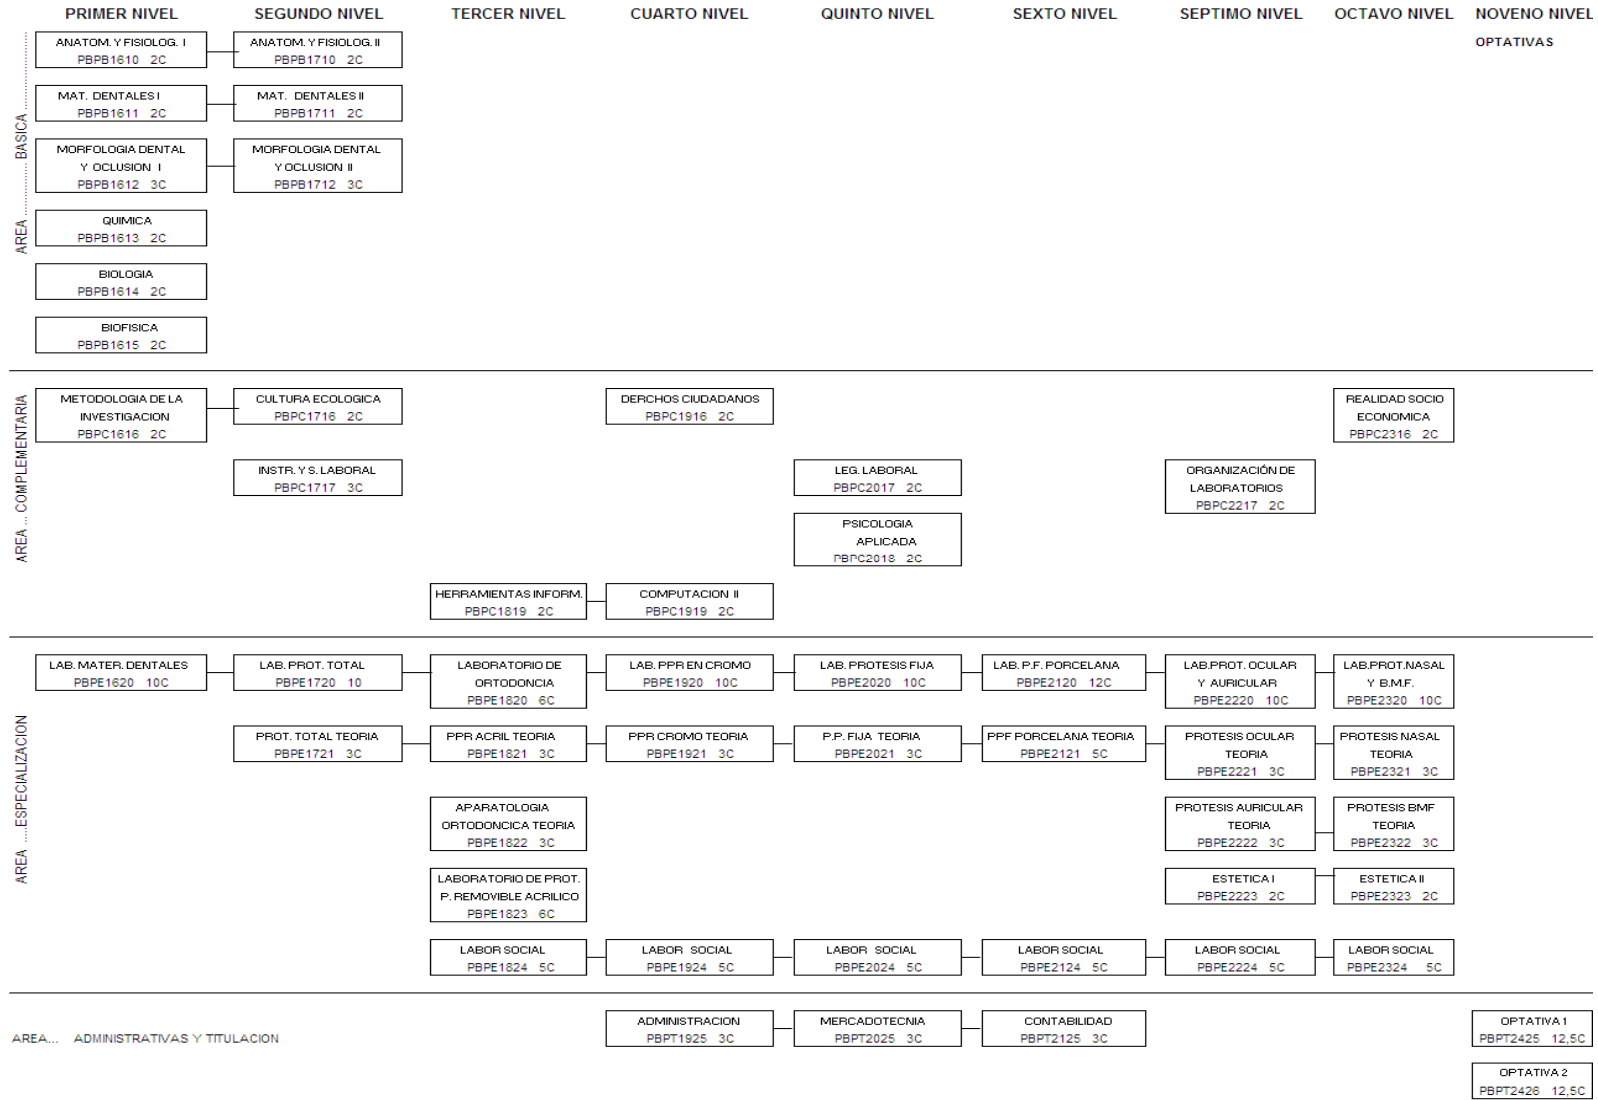 PRIMER NIVEL
SEGUNDO NIVEL
TERCER NIVEL
CUARTO NIVEL
QUINTO NIVEL
SEXTO NIVEL
SEPTIMO NIVEL
OCTAVO NIVEL
NOVENO NIVEL
OPTATIVAS
AREA ........ BASICA ........
ANATOM. Y FISIOLOG. I
PBPB1610 2C
ANATOM. Y FISIOLOG. II
PBPB1710 2C
MAT. DENTALES I
PBPB1611 2C
MAT. DENTALES II
PBPB1711 2C
MORFOLOGIA DENTAL
Y OCLUSION I
PBPB1612 3C
MORFOLOGIA DENTAL
Y OCLUSION II
PBPB1712 3C
QUIMICA
PBPB1613 2C
BIOLOGIA
PBPB1614 2C
BIOFISICA
PBPB1615 2C
AREA ... COMPLEMENTARIA
METODOLOGIA DE LA
INVESTIGACION
PBPC1616 2C
CULTURA ECOLOGICA
PBPC1716 2C
DERCHOS CIUDADANOS
PBPC1916 2C
REALIDAD SOCIO
ECONOMICA
PBPC2316 2C
INSTR. Y S. LABORAL
PBPC1717 3C
LEG. LABORAL
PBPC2017 2C
ORGANIZACIÓN DE
LABORATORIOS
PBPC2217 2C
PSICOLOGIA
APLICADA
PBPC2018 2C
HERRAMIENTAS INFORM.
PBPC1819 2C
COMPUTACION II
PBPC1919 2C
AREA ....ESPECIALIZACION
LAB. MATER. DENTALES
PBPE1620 10C
LAB. PROT. TOTAL
PBPE1720 10
LABORATORIO DE
ORTODONCIA
PBPE1820 6C
LAB. PPR EN CROMO
PBPE1920 10C
LAB. PROTESIS FIJA
PBPE2020 10C
LAB. P.F. PORCELANA
PBPE2120 12C
LAB.PROT. OCULAR
Y AURICULAR
PBPE2220 10C
LAB.PROT.NASAL
Y B.M.F.
PBPE2320 10C
PROT. TOTAL TEORIA
PBPE1721 3C
PPR ACRIL TEORIA
PBPE1821 3C
PPR CROMO TEORIA
PBPE1921 3C
P.P. FIJA TEORIA
PBPE2021 3C
PPF PORCELANA TEORIA
PBPE2121 5C
PROTESIS OCULAR
TEORIA
PBPE2221 3C
PROTESIS NASAL
TEORIA
PBPE2321 3C
APARATOLOGIA
ORTODONCICA TEORIA
PBPE1822 3C
PROTESIS AURICULAR
TEORIA
PBPE2222 3C
PROTESIS BMF
TEORIA
PBPE2322 3C
LABORATORIO DE PROT.
P. REMOVIBLE ACRILICO
PBPE1823 6C
ESTETICA I
PBPE2223 2C
ESTETICA II
PBPE2323 2C
LABOR SOCIAL
PBPE1824 5C
LABOR SOCIAL
PBPE1924 5C
LABOR SOCIAL
PBPE2024 5C
LABOR SOCIAL
PBPE2124 5C
LABOR SOCIAL
PBPE2224 5C
LABOR SOCIAL
PBPE2324 5C
AREA... ADMINISTRATIVAS Y TITULACION
ADMINISTRACION
PBPT1925 3C
MERCADOTECNIA
PBPT2025 3C
CONTABILIDAD
PBPT2125 3C
OPTATIVA 1
PBPT2425 12,5C
OPTATIVA 2
PBPT2426 12,5C